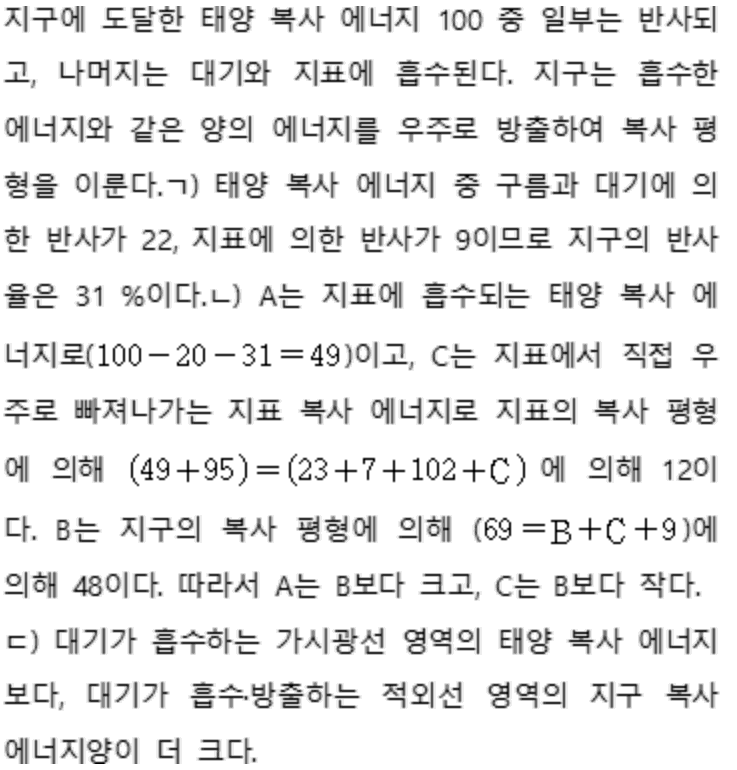 지구에 도달한 태양 복사 에너지 100 중 일부는 반사되
고, 나머지는 대기와 지표에 흡수된다. 지구는 흡수한
에너지와 같은 양의 에너지를 우주로 방출하여 복사 평
형을 이룬다.ㄱ) 태양 복사 에너지 중 구름과 대기에 의
한 반사가 22, 지표에 의한 반사가 9이므로 지구의 반사
율은 31 %이다.ㄴ) A는 지표에 흡수되는 태양 복사 에
너지로(100-20-31=49)이고, C는 지표에서 직접 우
주로 빠져나가는 지표 복사 에너지로 지표의 복사 평형
에 의해 (49+95)=(23+7+102+C) 에 의해 12이
다. B는 지구의 복사 평형에 의해 (69=B+C+9)에
의해 48이다. 따라서 A는 B보다 크고, C는 B보다 작다.
ㄷ) 대기가 흡수하는 가시광선 영역의 태양 복사 에너지
보다, 대기가 흡수·방출하는 적외선 영역의 지구 복사
에너지양이 더 크다.